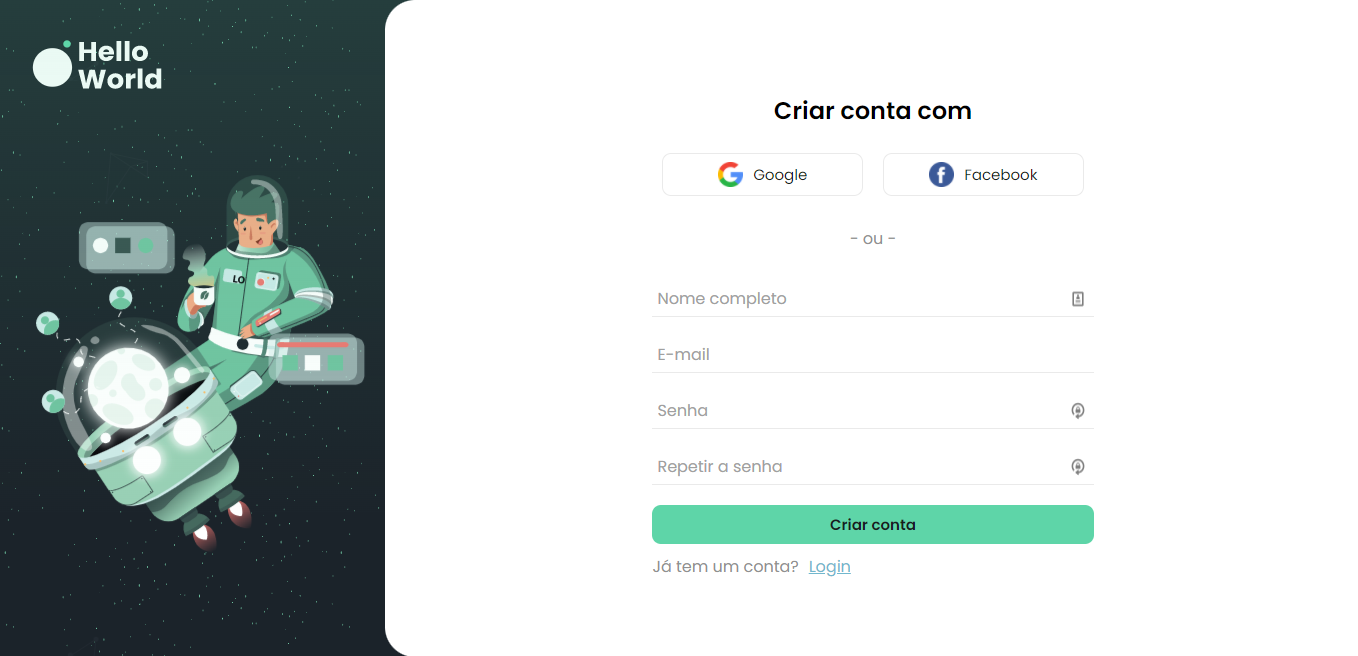 Hello
World
LO
Criar conta com
Google
Facebook
- ou -
Nome completo
E-mail
Senha
Repetir a senha
Criar conta
Já tem um conta? Login